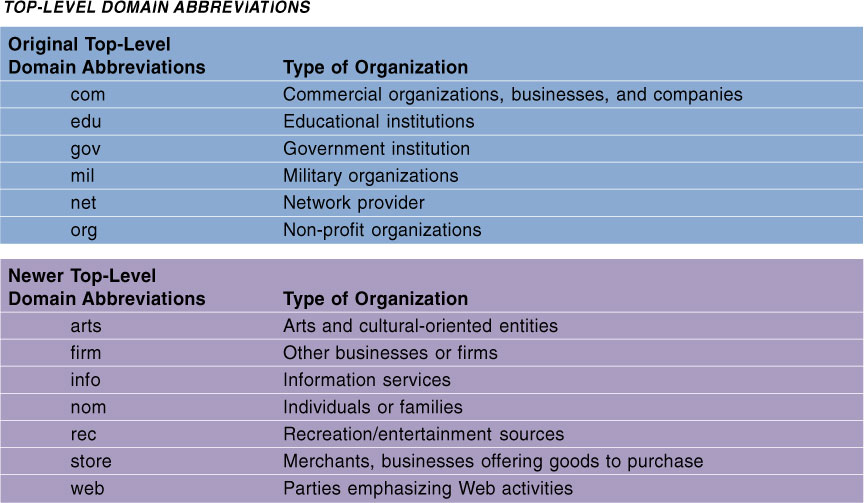 TOP-LEVEL DOMAIN ABBREVIATIONS
Original Top-Level
Domain Abbreviations Type of Organization
com Commercial organizations, businesses, and companies
edu Educational institutions
gov Government institution
mil Military organizations
net Network provider
org Non-profit organizations
Newer Top-Level
Domain Abbreviations Type of Organization
arts Arts and cultural-oriented entities
firm Other businesses or firms
info Information services
nom Individuals or families
rec Recreation/entertainment sources
store Merchants, businesses offering goods to purchase
web Parties emphasizing Web activities